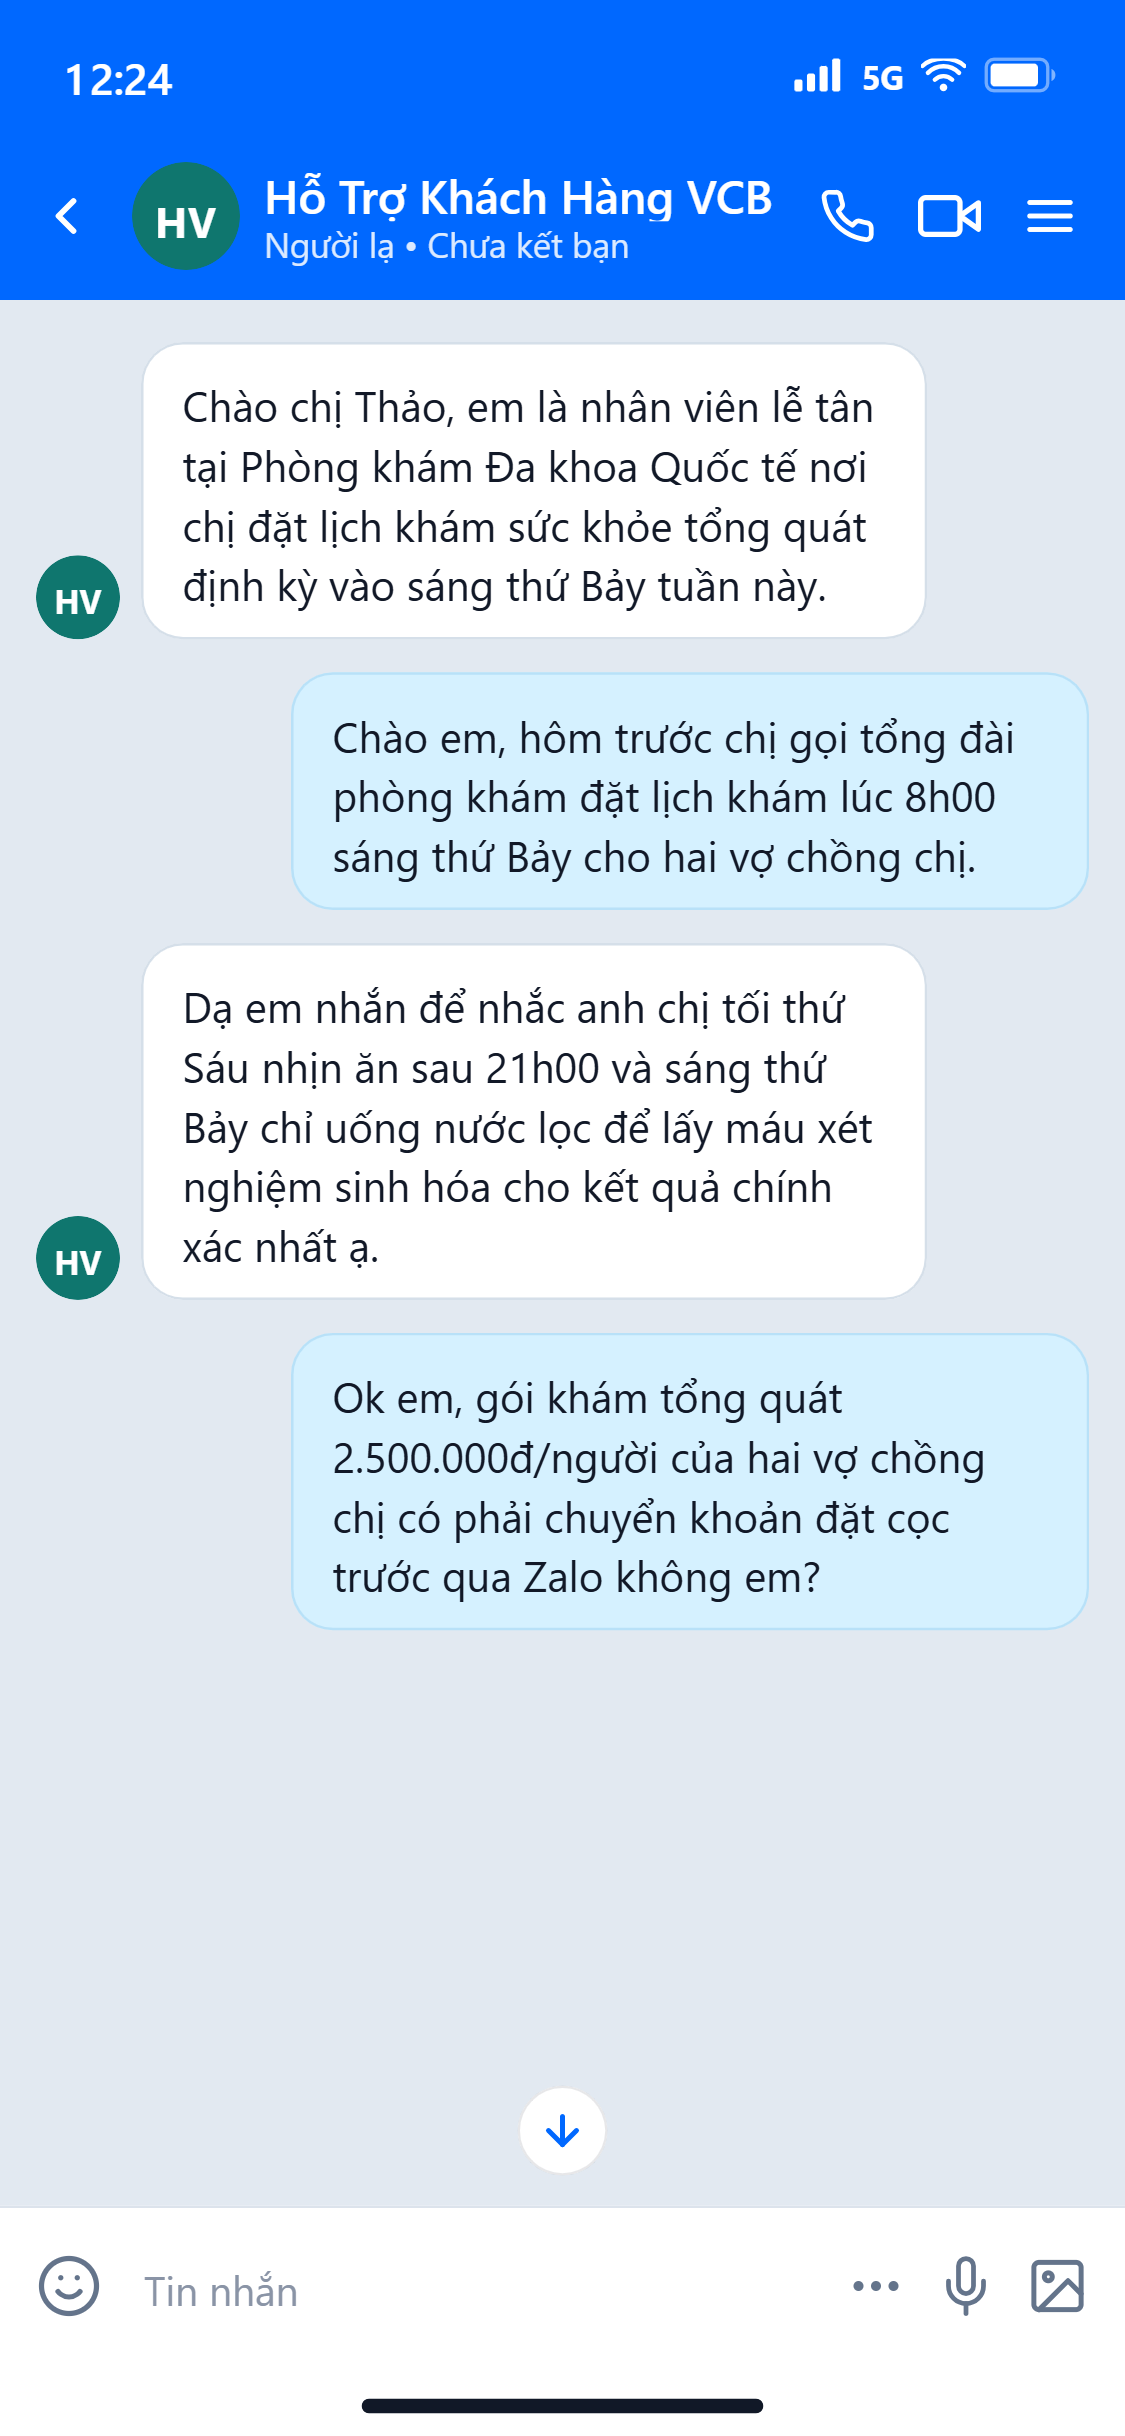 12:24
5G
HV
Hỗ Trợ Khách Hàng VCB
Người lạ • Chưa kết bạn
Chào chị Thảo, em là nhân viên lễ tân
tại Phòng khám Đa khoa Quốc tế nơi
chị đặt lịch khám sức khỏe tổng quát
định kỳ vào sáng thứ Bảy tuần này.
HV
Chào em, hôm trước chị gọi tổng đài
phòng khám đặt lịch khám lúc 8h00
sáng thứ Bảy cho hai vợ chồng chị.
Dạ em nhắn để nhắc anh chị tối thứ
Sáu nhịn ăn sau 21h00 và sáng thứ
Bảy chỉ uống nước lọc để lấy máu xét
nghiệm sinh hóa cho kết quả chính
xác nhất ạ.
HV
Ok em, gói khám tổng quát
2.500.000đ/người của hai vợ chồng
chị có phải chuyển khoản đặt cọc
trước qua Zalo không em?
Tin nhắn